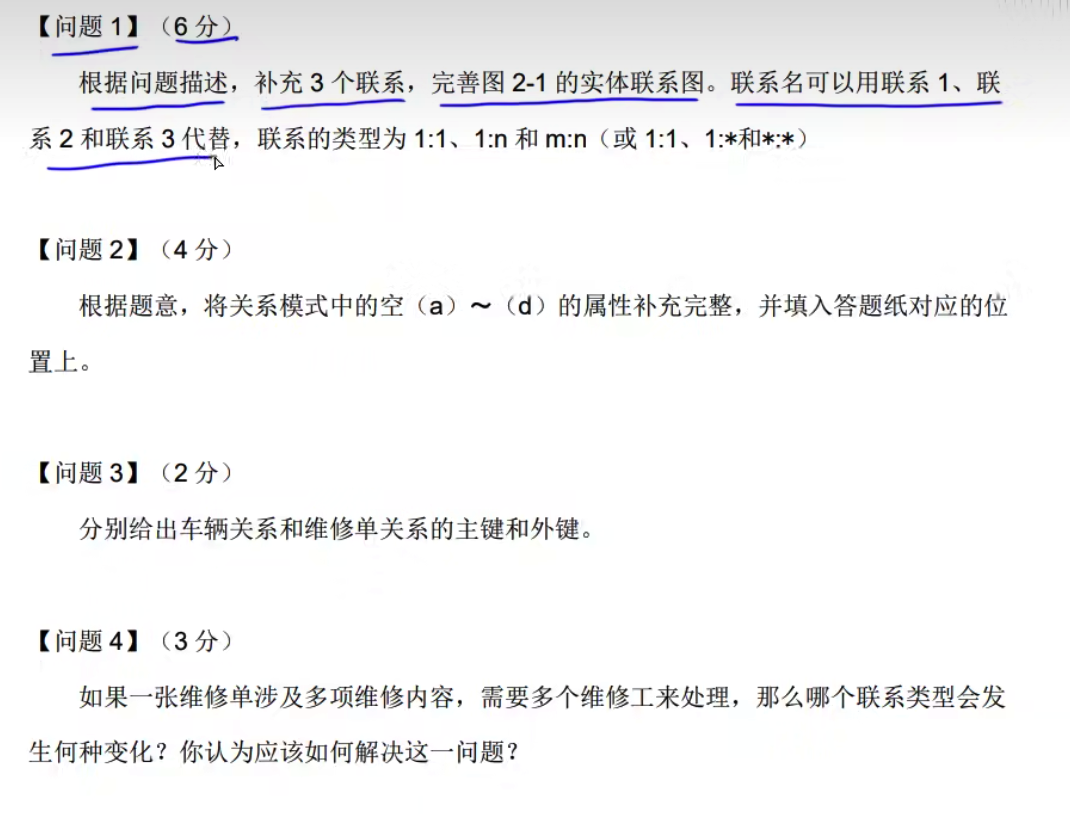 【问题 1】（6 分）
根据问题描述，补充 3 个联系，完善图 2-1 的实体联系图。联系名可以用联系 1、联
系 2 和联系 3 代替，联系的类型为 1:1、1:n 和 m:n（或 1:1、1:*和*:*）
【问题 2】（4 分）
根据题意，将关系模式中的空（a）～（d）的属性补充完整，并填入答题纸对应的位
置上。
【问题 3】（2 分）
分别给出车辆关系和维修单关系的主键和外键。
【问题 4】（3 分）
如果一张维修单涉及多项维修内容，需要多个维修工来处理，那么哪个联系类型会发
生何种变化？你认为应该如何解决这一问题？